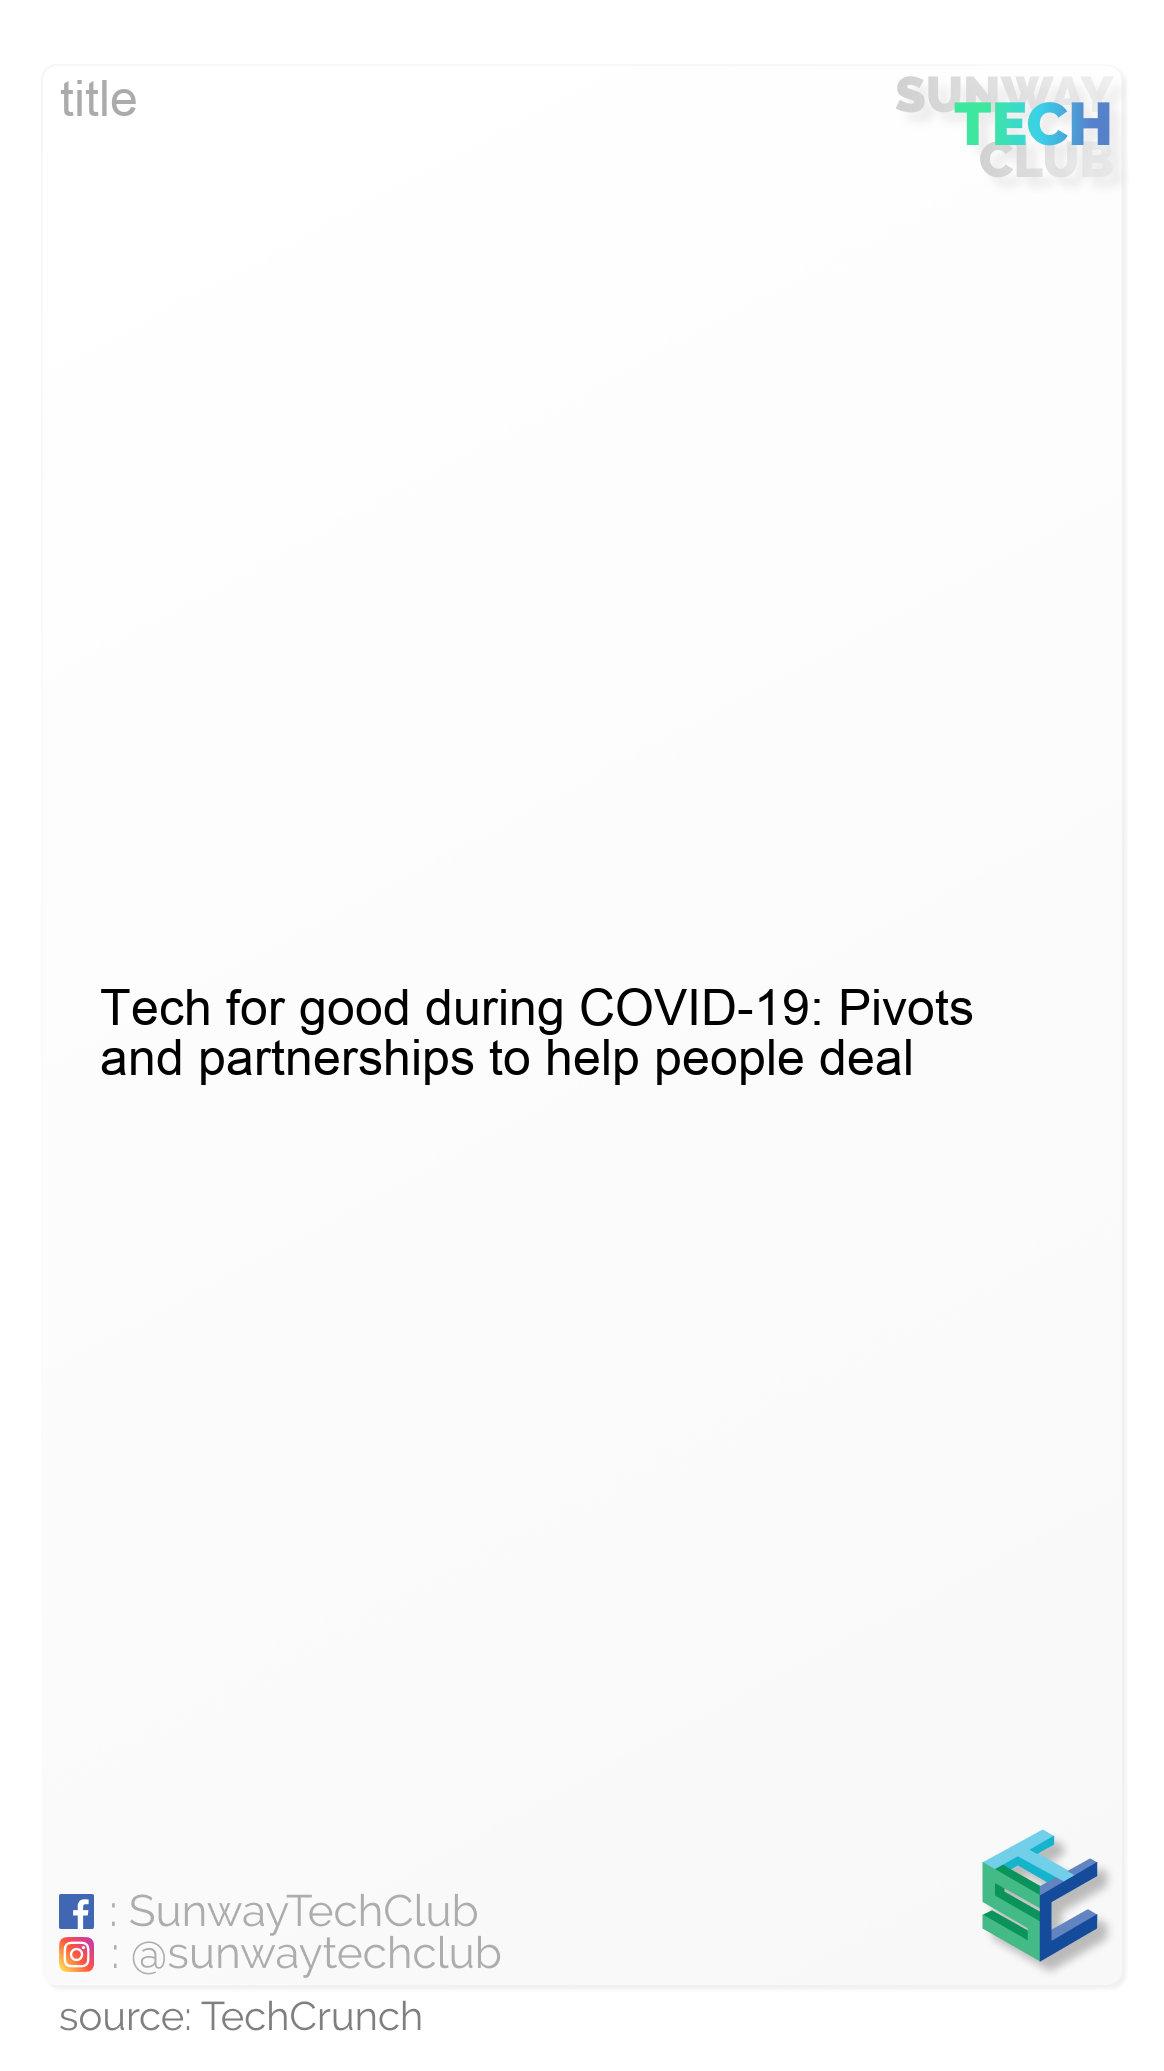 title
SUNWAY
TECH
CLUB
Tech for good during COVID-19: Pivots
and partnerships to help people deal
: SunwayTechClub
: @sunwaytechclub
source: TechCrunch